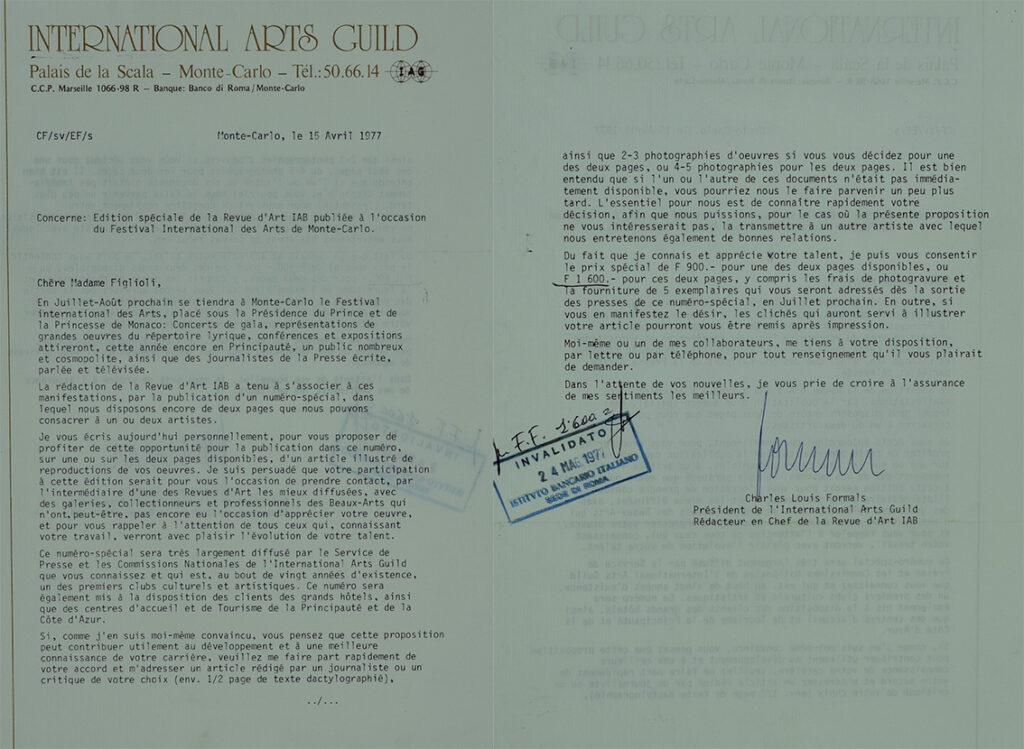 INTERNATIONAL ARTS GUILD
Palais de la Scala – Monte-Carlo – Tél.: 50.66.14 IAG
C.C.P. Marseille 1066-98 R – Banque: Banco di Roma/Monte-Carlo
CF/sv/EF/s Monte-Carlo, le 15 Avril 1977
Concerne: Edition spéciale de la Revue d'Art IAB publiée à l'occasion
du Festival International des Arts de Monte-Carlo.
Chère Madame Figlioli,
En Juillet-Août prochain se tiendra à Monte-Carlo le Festival
international des Arts, placé sous la Présidence du Prince et de
la Princesse de Monaco: Concerts de gala, représentations de
grandes oeuvres du répertoire lyrique, conférences et expositions
attireront, cette année encore en Principauté, un public nombreux
et cosmopolite, ainsi que des journalistes de la Presse écrite,
parlée et télévisée.
La rédaction de la Revue d'Art IAB a tenu à s'associer à ces
manifestations, par la publication d'un numéro-spécial, dans
lequel nous disposons encore de deux pages que nous pouvons
consacrer à un ou deux artistes.
Je vous écris aujourd'hui personnellement, pour vous proposer de
profiter de cette opportunité pour la publication dans ce numéro,
sur une ou sur les deux pages disponibles, d'un article illustré de
reproductions de vos oeuvres. Je suis persuadé que votre participation
à cette édition serait pour vous l'occasion de prendre contact, par
l'intermédiaire d'une des Revues d'Art les mieux diffusées, avec
des galeries, collectionneurs et professionnels des Beaux-Arts qui
n'ont,peut-être, pas encore eu l'occasion d'apprécier votre oeuvre,
et pour vous rappeler à l'attention de tous ceux qui, connaissant
votre travail, verront avec plaisir l'évolution de votre talent.
Ce numéro-spécial sera très largement diffusé par le Service de
Presse et les Commissions Nationales de l'International Arts Guild
que vous connaissez et qui est, au bout de vingt années d'existence,
un des premiers clubs culturels et artistiques. Ce numéro sera
également mis à la disposition des clients des grands hôtels, ainsi
que des centres d'accueil et de Tourisme de la Principauté et de la
Côte d'Azur.
Si, comme j'en suis moi-même convaincu, vous pensez que cette proposition
peut contribuer utilement au développement et à une meilleure
connaissance de votre carrière, veuillez me faire part rapidement de
votre accord et m'adresser un article rédigé par un journaliste ou un
critique de votre choix (env. 1/2 page de texte dactylographié),
../...
ainsi que 2-3 photographies d'oeuvres si vous vous décidez pour une
des deux pages, ou 4-5 photographies pour les deux pages. Il est bien
entendu que si l'un ou l'autre de ces documents n'était pas immédia-
tement disponible, vous pourriez nous le faire parvenir un peu plus
tard. L'essentiel pour nous est de connaître rapidement votre
décision, afin que nous puissions, pour le cas où la présente proposition
ne vous intéresserait pas, la transmettre à un autre artiste avec lequel
nous entretenons également de bonnes relations.
Du fait que je connais et apprécie votre talent, je puis vous consentir
le prix spécial de F 900.- pour une des deux pages disponibles, ou
F 1 600.- pour ces deux pages, y compris les frais de photogravure et
la fourniture de 5 exemplaires qui vous seront adressés dès la sortie
des presses de ce numéro-spécial, en Juillet prochain. En outre, si
vous en manifestez le désir, les clichés qui auront servi à illustrer
votre article pourront vous être remis après impression.
Moi-même ou un de mes collaborateurs, me tiens à votre disposition,
par lettre ou par téléphone, pour tout renseignement qu'il vous plairait
de demander.
Dans l'attente de vos nouvelles, je vous prie de croire à l'assurance
de mes sentiments les meilleurs.
F.F. 1.600 =
INVALIDATO
24 MAG 1977
ISTITUTO BANCARIO ITALIANO
SEDE DI ROMA
Charles Louis Formals
Président de l'International Arts Guild
Rédacteur en Chef de la Revue d'Art IAB